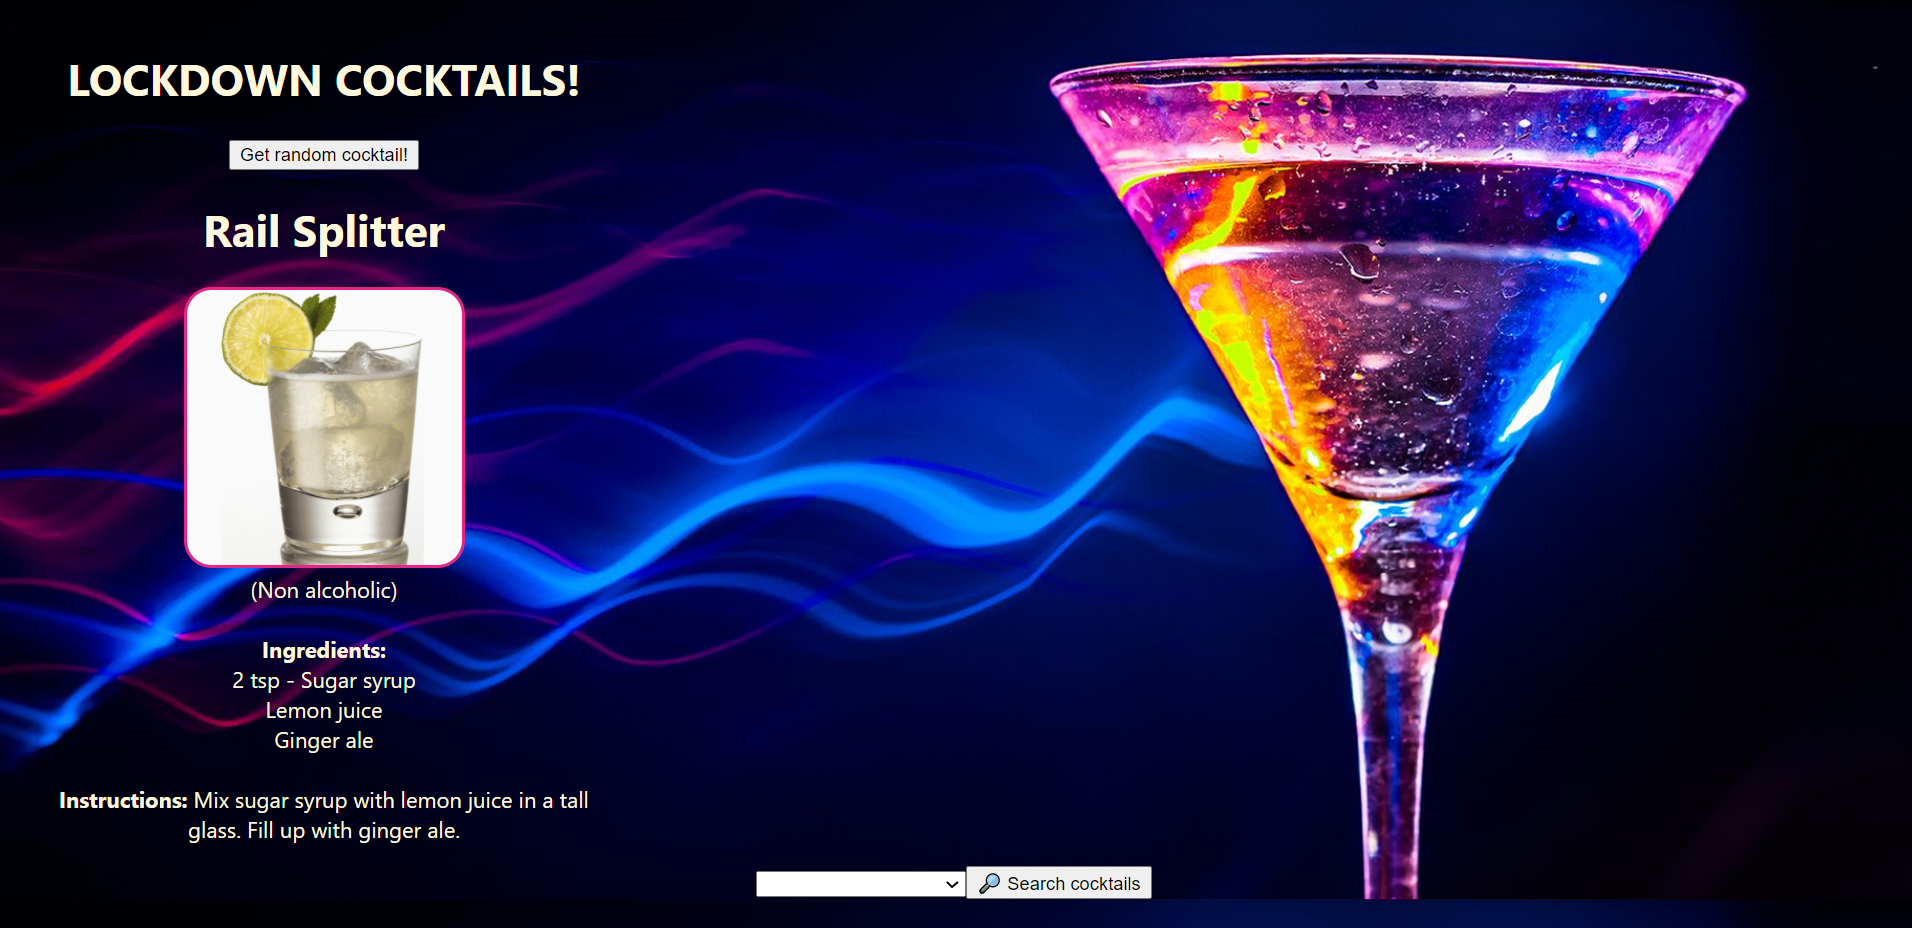 LOCKDOWN COCKTAILS!
Get random cocktail!
Rail Splitter
(Non alcoholic)
Ingredients:
2 tsp - Sugar syrup
Lemon juice
Ginger ale
Instructions: Mix sugar syrup with lemon juice in a tall
glass. Fill up with ginger ale.
Search cocktails